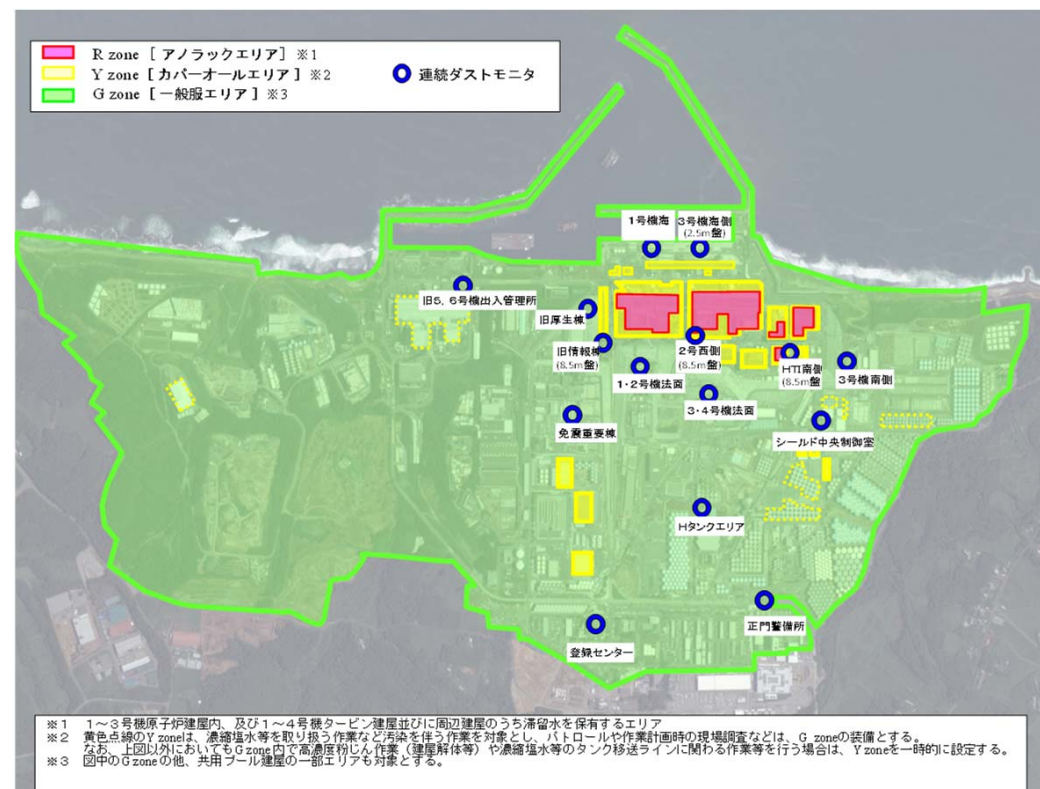 R zone [ アノラックエリア] ※1
Y zone [ カバーオールエリア ] ※2
G zone [ 一般服エリア ] ※3
連続ダストモニタ
1号機海
3号機海側
(2.5m盤)
旧5，6号機出入管理所
旧厚生棟
旧情報棟
(8.5m盤)
2号西側
(8.5m盤)
HTI南側
(8.5m盤)
3号機南側
1・2号機法面
3・4号機法面
免震重要棟
シールド中央制御室
Hタンクエリア
正門警備所
登録センター
※1 1～3号機原子炉建屋内、及び1～4号機タービン建屋並びに周辺建屋のうち滞留水を保有するエリア
※2 黄色点線のY zoneは、濃縮塩水等を取り扱う作業など汚染を伴う作業を対象とし、パトロールや作業計画時の現場調査などは、G zoneの装備とする。
なお、上図以外においてもG zone内で高濃度粉じん作業（建屋解体等）や濃縮塩水等のタンク移送ラインに関わる作業等を行う場合は、Y zoneを一時的に設定する。
※3 図中のG zoneの他、共用プール建屋の一部エリアも対象とする。